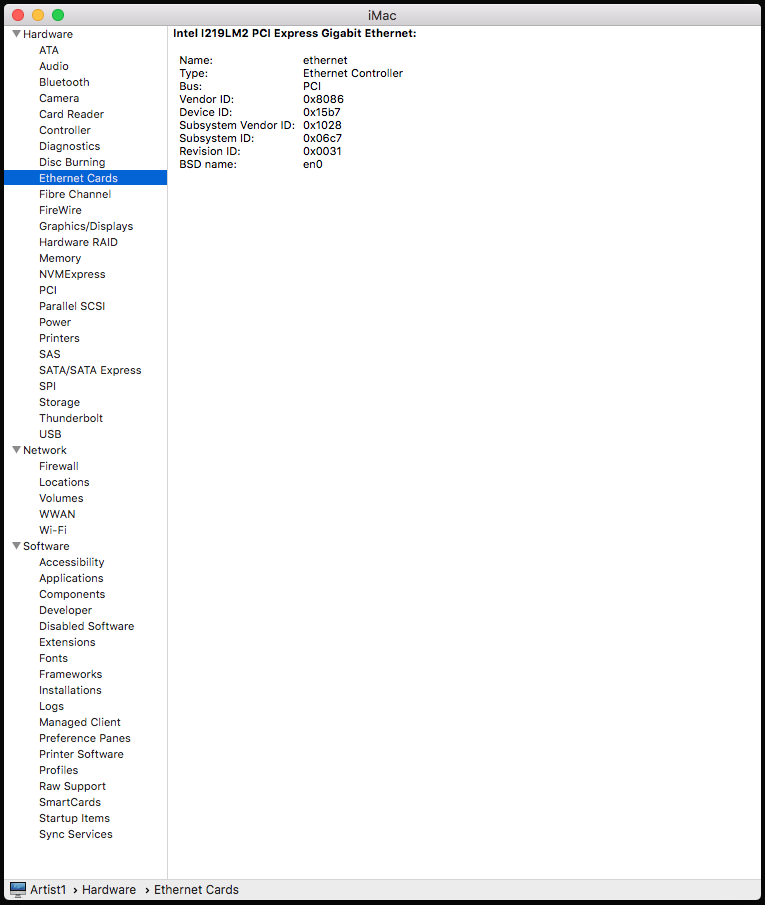 iMac
Hardware
ATA
Audio
Bluetooth
Camera
Card Reader
Controller
Diagnostics
Disc Burning
Ethernet Cards
Fibre Channel
FireWire
Graphics/Displays
Hardware RAID
Memory
NVMExpress
PCI
Parallel SCSI
Power
Printers
SAS
SATA/SATA Express
SPI
Storage
Thunderbolt
USB
Network
Firewall
Locations
Volumes
WWAN
Wi-Fi
Software
Accessibility
Applications
Components
Developer
Disabled Software
Extensions
Fonts
Frameworks
Installations
Logs
Managed Client
Preference Panes
Printer Software
Profiles
Raw Support
SmartCards
Startup Items
Sync Services
Intel I219LM2 PCI Express Gigabit Ethernet:
Name: ethernet
Type: Ethernet Controller
Bus: PCI
Vendor ID: 0x8086
Device ID: 0x15b7
Subsystem Vendor ID: 0x1028
Subsystem ID: 0x06c7
Revision ID: 0x0031
BSD name: en0
Artist1 › Hardware › Ethernet Cards